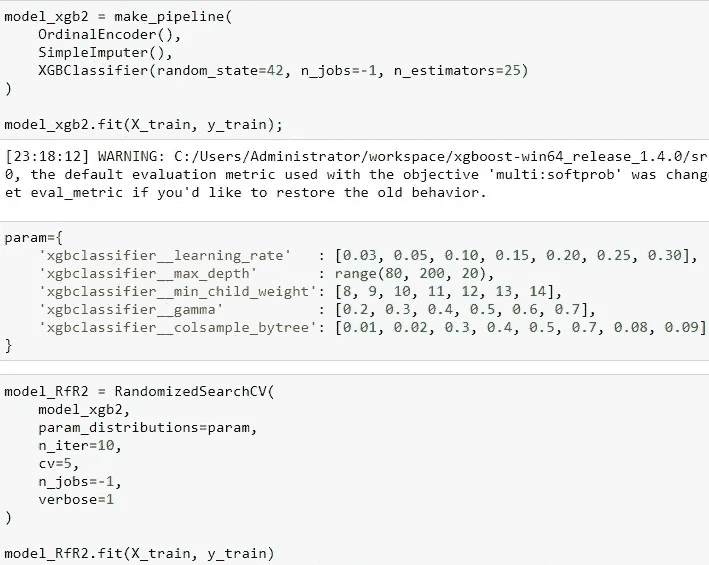 model_xgb2 = make_pipeline(
    OrdinalEncoder(),
    SimpleImputer(),
    XGBClassifier(random_state=42, n_jobs=-1, n_estimators=25)
)
model_xgb2.fit(X_train, y_train);
[23:18:12] WARNING: C:/Users/Administrator/workspace/xgboost-win64_release_1.4.0/sr
0, the default evaluation metric used with the objective 'multi:softprob' was chang
et eval_metric if you'd like to restore the old behavior.
param={
    'xgbclassifier__learning_rate'   : [0.03, 0.05, 0.10, 0.15, 0.20, 0.25, 0.30],
    'xgbclassifier__max_depth'       : range(80, 200, 20),
    'xgbclassifier__min_child_weight': [8, 9, 10, 11, 12, 13, 14],
    'xgbclassifier__gamma'           : [0.2, 0.3, 0.4, 0.5, 0.6, 0.7],
    'xgbclassifier__colsample_bytree': [0.01, 0.02, 0.3, 0.4, 0.5, 0.7, 0.08, 0.09]
}
model_RfR2 = RandomizedSearchCV(
    model_xgb2,
    param_distributions=param,
    n_iter=10,
    cv=5,
    n_jobs=-1,
    verbose=1
)
model_RfR2.fit(X_train, y_train)